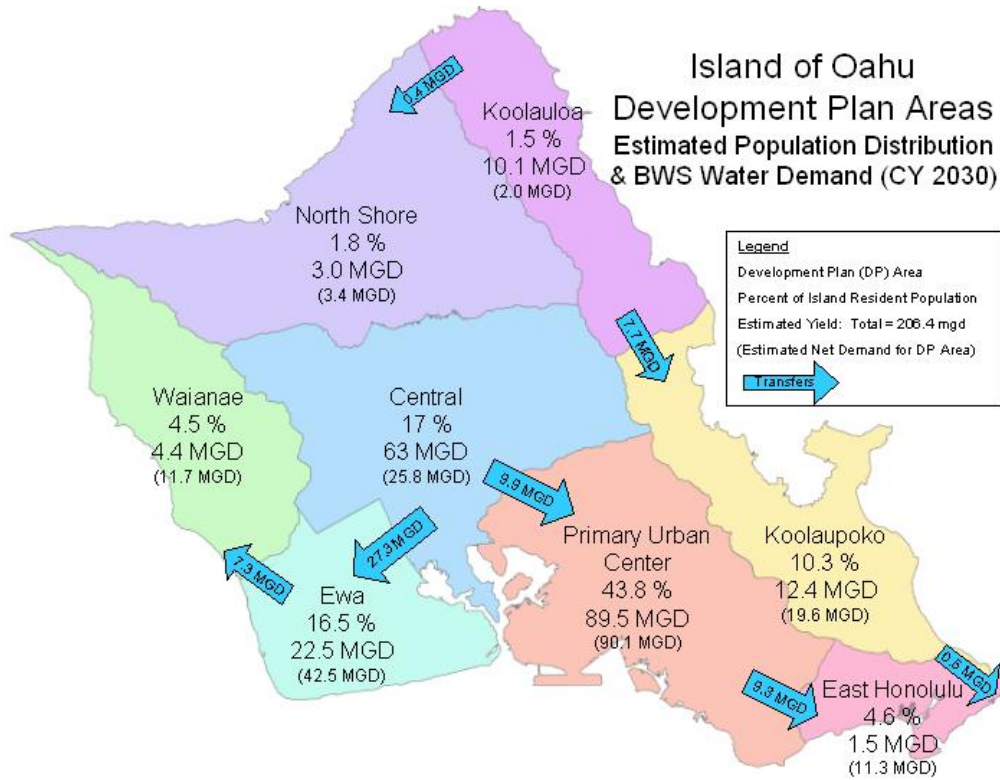 Island of Oahu
Development Plan Areas
Estimated Population Distribution
& BWS Water Demand (CY 2030)
0.4 MGD
Koolauloa
1.5 %
10.1 MGD
(2.0 MGD)
North Shore
1.8 %
3.0 MGD
(3.4 MGD)
Legend
Development Plan (DP) Area
Percent of Island Resident Population
Estimated Yield: Total = 206.4 mgd
(Estimated Net Demand for DP Area)
Transfers
7.7 MGD
Waianae
4.5 %
4.4 MGD
(11.7 MGD)
Central
17 %
63 MGD
(25.8 MGD)
9.9 MGD
27.3 MGD
7.3 MGD
Ewa
16.5 %
22.5 MGD
(42.5 MGD)
Primary Urban
Center
43.8 %
89.5 MGD
(90.1 MGD)
Koolaupoko
10.3 %
12.4 MGD
(19.6 MGD)
9.3 MGD
0.5 MGD
East Honolulu
4.6 %
1.5 MGD
(11.3 MGD)